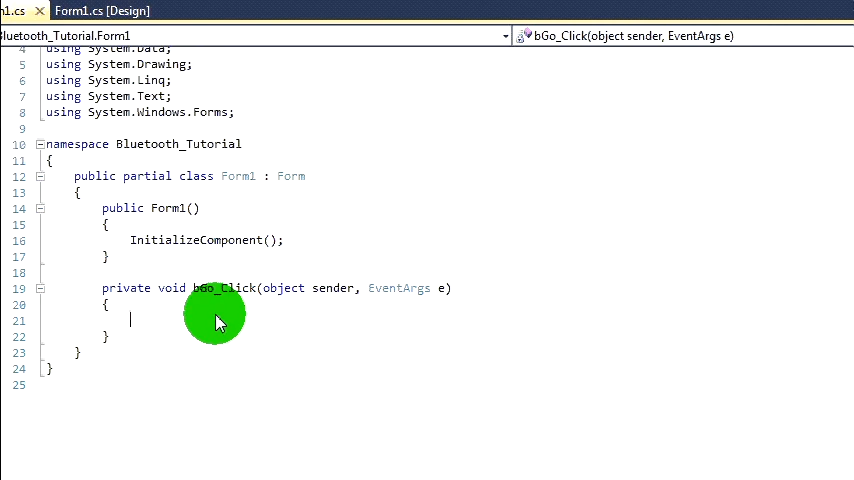 n1.cs ✕ Form1.cs [Design]
Bluetooth_Tutorial.Form1 bGo_Click(object sender, EventArgs e)
4 using System.Data;
5 using System.Drawing;
6 using System.Linq;
7 using System.Text;
8 using System.Windows.Forms;
9
10 namespace Bluetooth_Tutorial
11 {
12 public partial class Form1 : Form
13 {
14 public Form1()
15 {
16 InitializeComponent();
17 }
18
19 private void bGo_Click(object sender, EventArgs e)
20 {
21
22 }
23 }
24 }
25